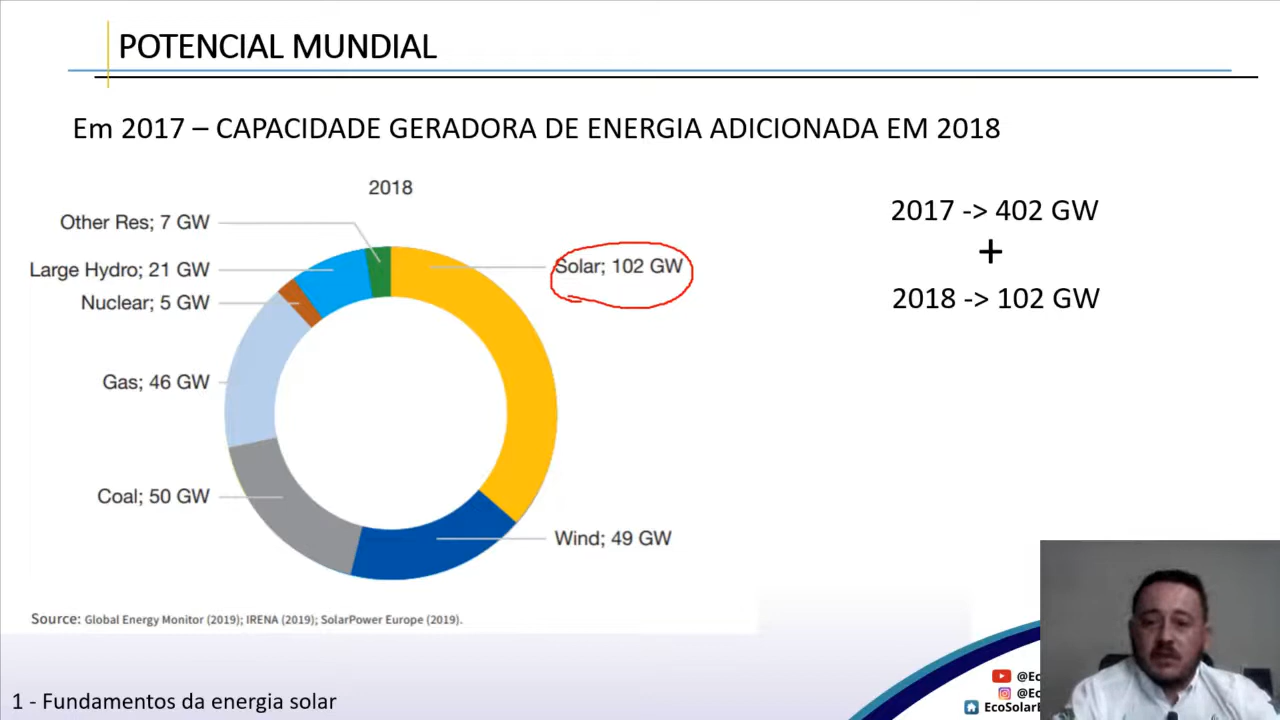 POTENCIAL MUNDIAL
Em 2017 – CAPACIDADE GERADORA DE ENERGIA ADICIONADA EM 2018
2018
Other Res; 7 GW
Large Hydro; 21 GW
Nuclear; 5 GW
Gas; 46 GW
Coal; 50 GW
Solar; 102 GW
Wind; 49 GW
2017 -> 402 GW
+
2018 -> 102 GW
Source: Global Energy Monitor (2019); IRENA (2019); SolarPower Europe (2019).
1 - Fundamentos da energia solar